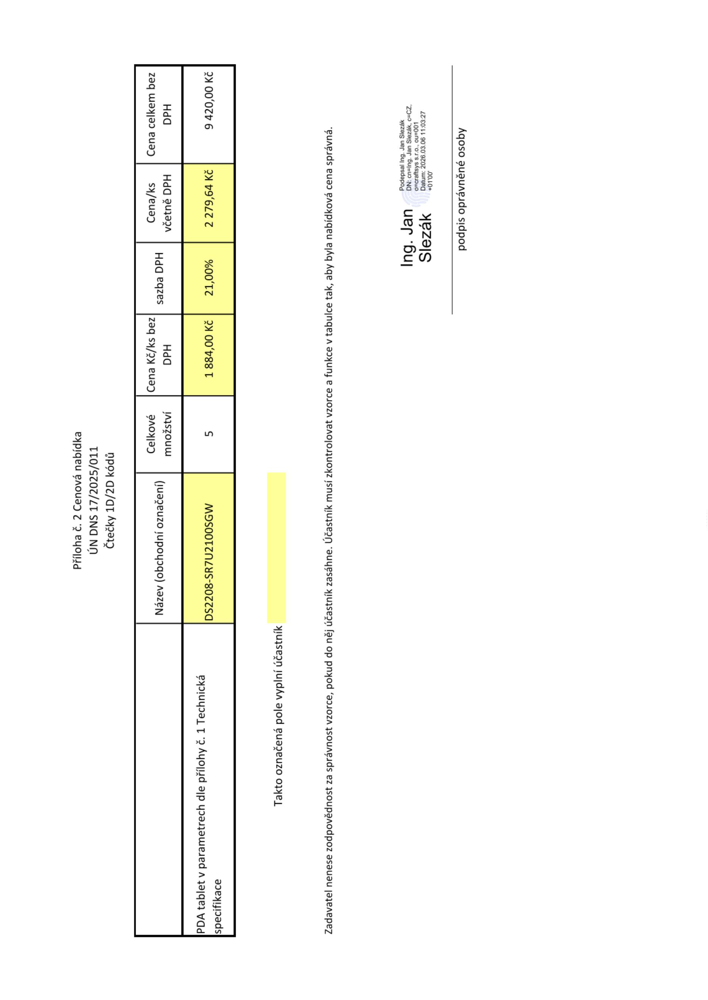 Příloha č. 2 Cenová nabídka
ÚN DNS 17/2025/011
Čtečky 1D/2D kódů
Název (obchodní označení)
Celkové
množství
Cena Kč/ks bez
DPH
sazba DPH
Cena/ks
včetně DPH
Cena celkem bez
DPH
PDA tablet v parametrech dle přílohy č. 1 Technická
specifikace
DS2208-SR7U2100SGW
5
1 884,00 Kč
21,00%
2 279,64 Kč
9 420,00 Kč
Takto označená pole vyplní účastník
Zadavatel nenese zodpovědnost za správnost vzorce, pokud do něj účastník zasáhne. Účastník musí zkontrolovat vzorce a funkce v tabulce tak, aby byla nabídková cena správná.
Ing. Jan
Slezák
Podepsal Ing. Jan Slezák
DN: cn=Ing. Jan Slezák, c=CZ,
o=craftsys s.r.o., ou=001
Datum: 2026.03.06 11:03:27
+01'00'
podpis oprávněné osoby